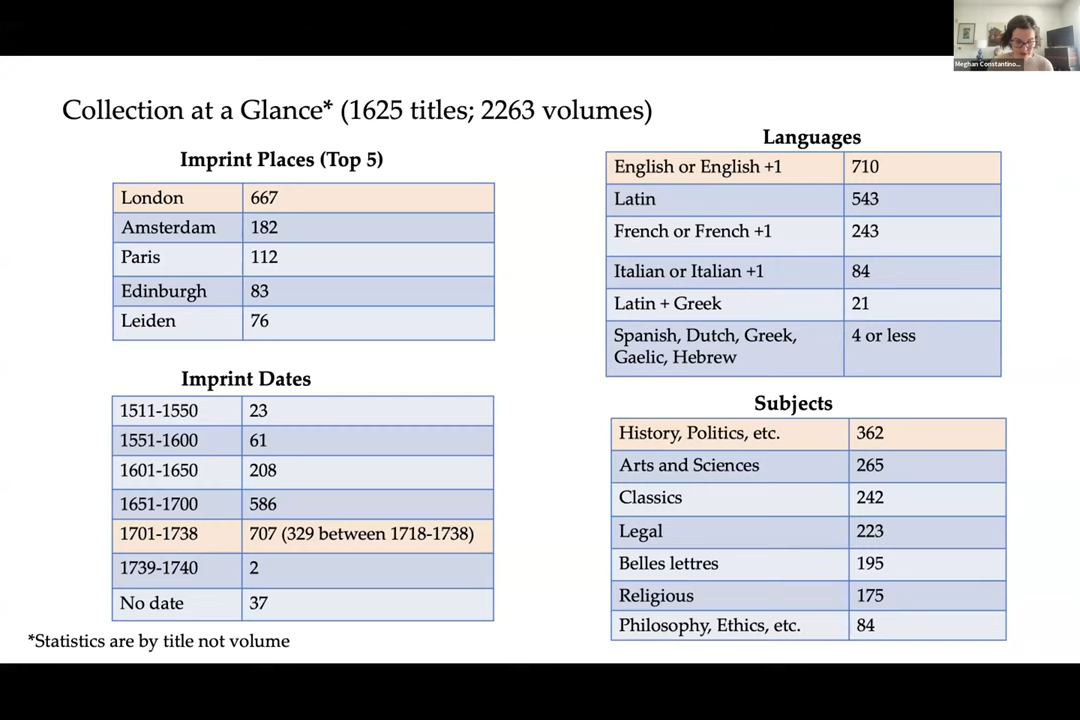 Meghan Constantino...
Collection at a Glance* (1625 titles; 2263 volumes)
Imprint Places (Top 5)
London 667
Amsterdam 182
Paris 112
Edinburgh 83
Leiden 76
Imprint Dates
1511-1550 23
1551-1600 61
1601-1650 208
1651-1700 586
1701-1738 707 (329 between 1718-1738)
1739-1740 2
No date 37
*Statistics are by title not volume
Languages
English or English +1 710
Latin 543
French or French +1 243
Italian or Italian +1 84
Latin + Greek 21
Spanish, Dutch, Greek, 4 or less
Gaelic, Hebrew
Subjects
History, Politics, etc. 362
Arts and Sciences 265
Classics 242
Legal 223
Belles lettres 195
Religious 175
Philosophy, Ethics, etc. 84